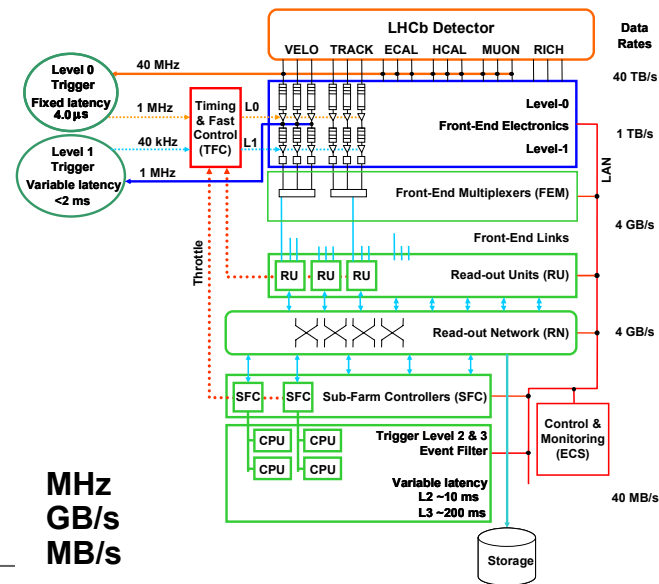 LHCb Detector
Data
Rates
VELO TRACK ECAL HCAL MUON RICH
40 MHz
40 TB/s
Level 0
Trigger
Fixed latency
4.0 μs
1 MHz
Timing
& Fast
Control
(TFC)
L0
L1
Level-0
Front-End Electronics
Level-1
1 TB/s
40 kHz
Level 1
Trigger
Variable latency
<2 ms
1 MHz
LAN
Front-End Multiplexers (FEM)
4 GB/s
Front-End Links
Throttle
RU RU RU
Read-out Units (RU)
Read-out Network (RN)
4 GB/s
SFC SFC
Sub-Farm Controllers (SFC)
CPU CPU
CPU CPU
Trigger Level 2 & 3
Event Filter
Variable latency
L2 ~10 ms
L3 ~200 ms
Control &
Monitoring
(ECS)
40 MB/s
Storage
MHz
GB/s
MB/s